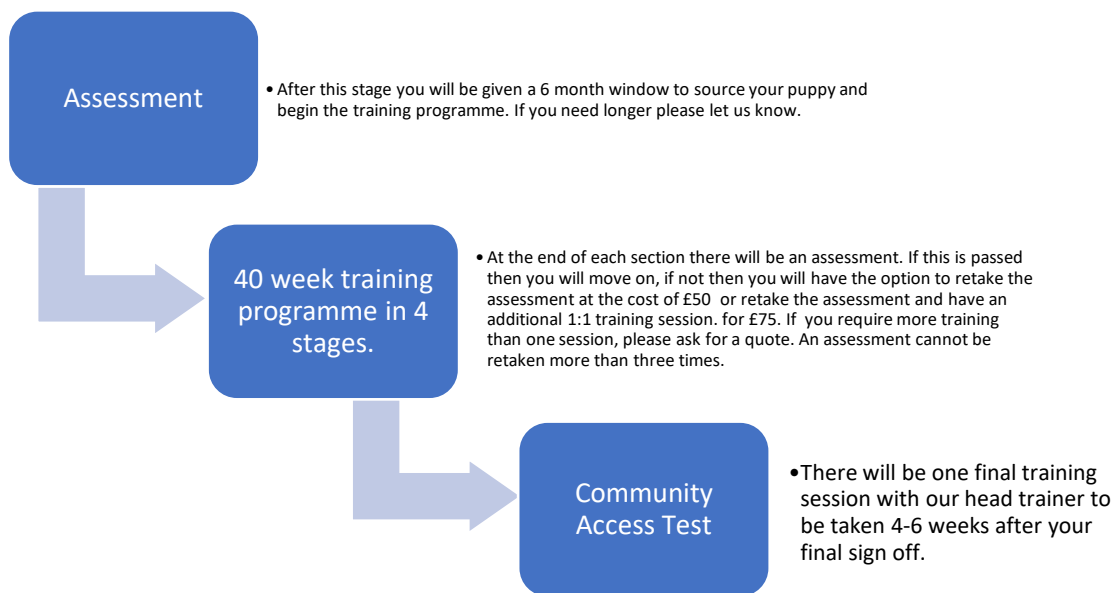 Assessment
• After this stage you will be given a 6 month window to source your puppy and
begin the training programme. If you need longer please let us know.
40 week training
programme in 4
stages.
• At the end of each section there will be an assessment. If this is passed
then you will move on, if not then you will have the option to retake the
assessment at the cost of £50 or retake the assessment and have an
additional 1:1 training session. for £75. If you require more training
than one session, please ask for a quote. An assessment cannot be
retaken more than three times.
Community
Access Test
•There will be one final training
session with our head trainer to
be taken 4-6 weeks after your
final sign off.